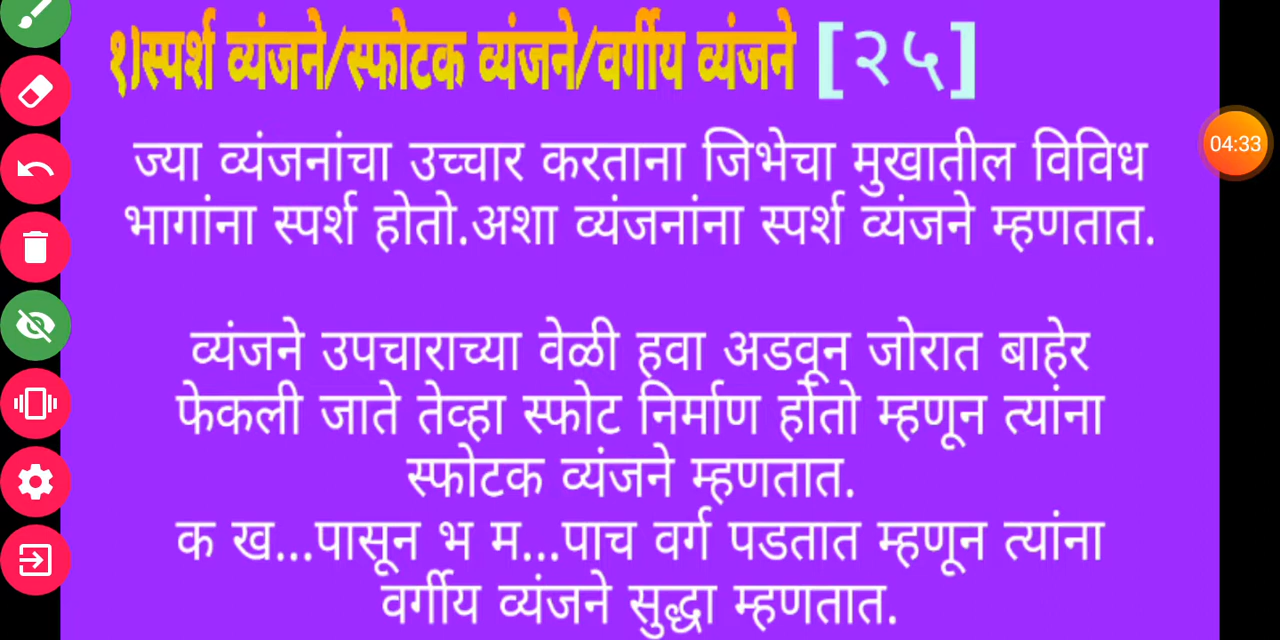 १)स्पर्श व्यंजने/स्फोटक व्यंजने/वर्गीय व्यंजने [२५]
ज्या व्यंजनांचा उच्चार करताना जिभेचा मुखातील विविध
भागांना स्पर्श होतो.अशा व्यंजनांना स्पर्श व्यंजने म्हणतात.
04:33
व्यंजने उपचाराच्या वेळी हवा अडवून जोरात बाहेर
फेकली जाते तेव्हा स्फोट निर्माण होतो म्हणून त्यांना
स्फोटक व्यंजने म्हणतात.
क ख...पासून भ म...पाच वर्ग पडतात म्हणून त्यांना
वर्गीय व्यंजने सुद्धा म्हणतात.